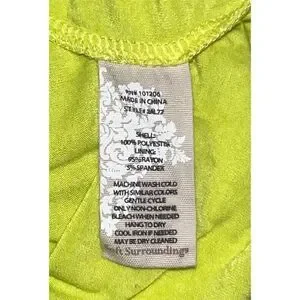 RN# 101206
MADE IN CHINA
SHELL:
100% POLYESTER
LINING:
95% RAYON
5% SPANDEX
MACHINE WASH COLD
WITH SIMILAR COLORS
GENTLE CYCLE
ONLY NON-CHLORINE
BLEACH WHEN NEEDED
HANG TO DRY
COOL IRON IF NEEDED
MAY BE DRY CLEANED
ft Surroundings